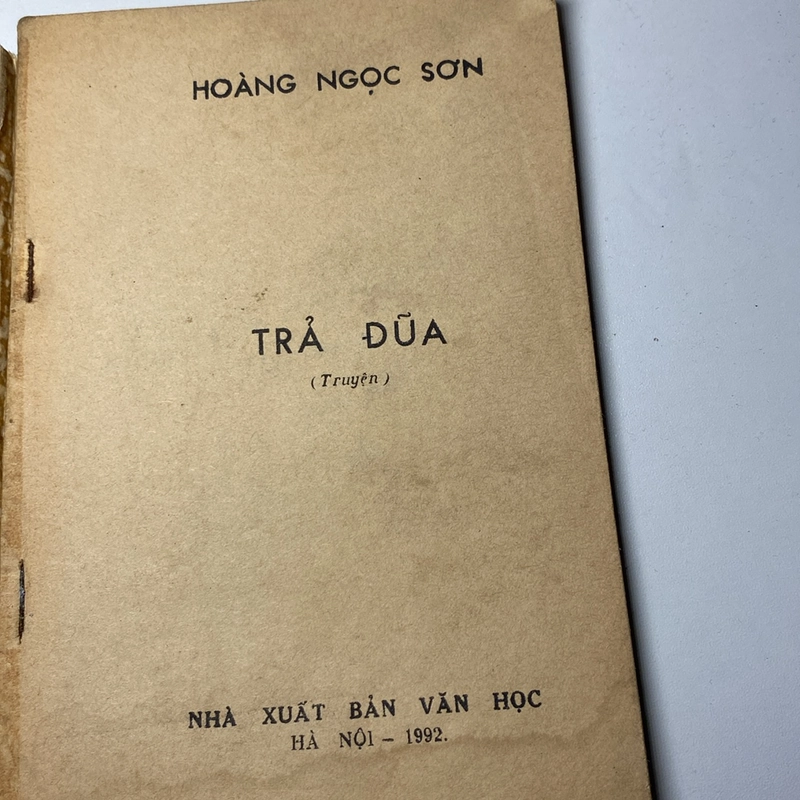 HOÀNG NGỌC SƠN
TRẢ ĐŨA
(Truyện)
NHÀ XUẤT BẢN VĂN HỌC
HÀ NỘI – 1992.